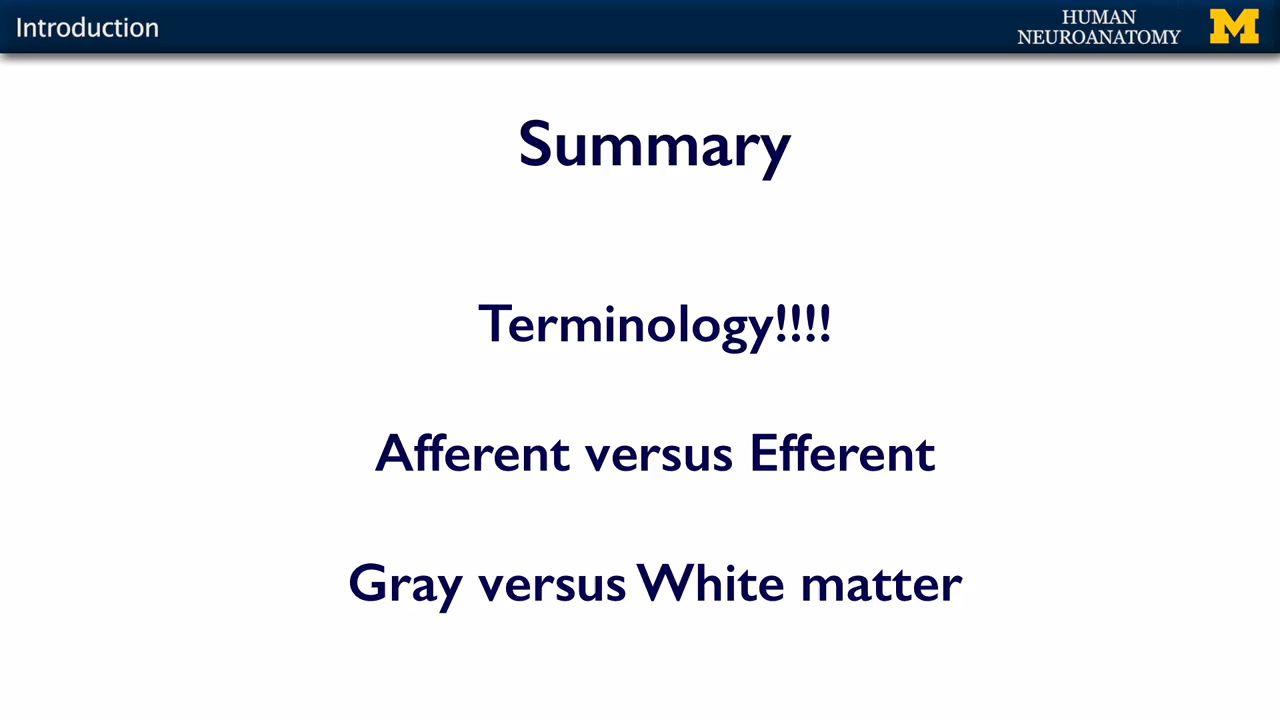 Introduction
HUMAN
NEUROANATOMY
M
Summary
Terminology!!!!
Afferent versus Efferent
Gray versus White matter